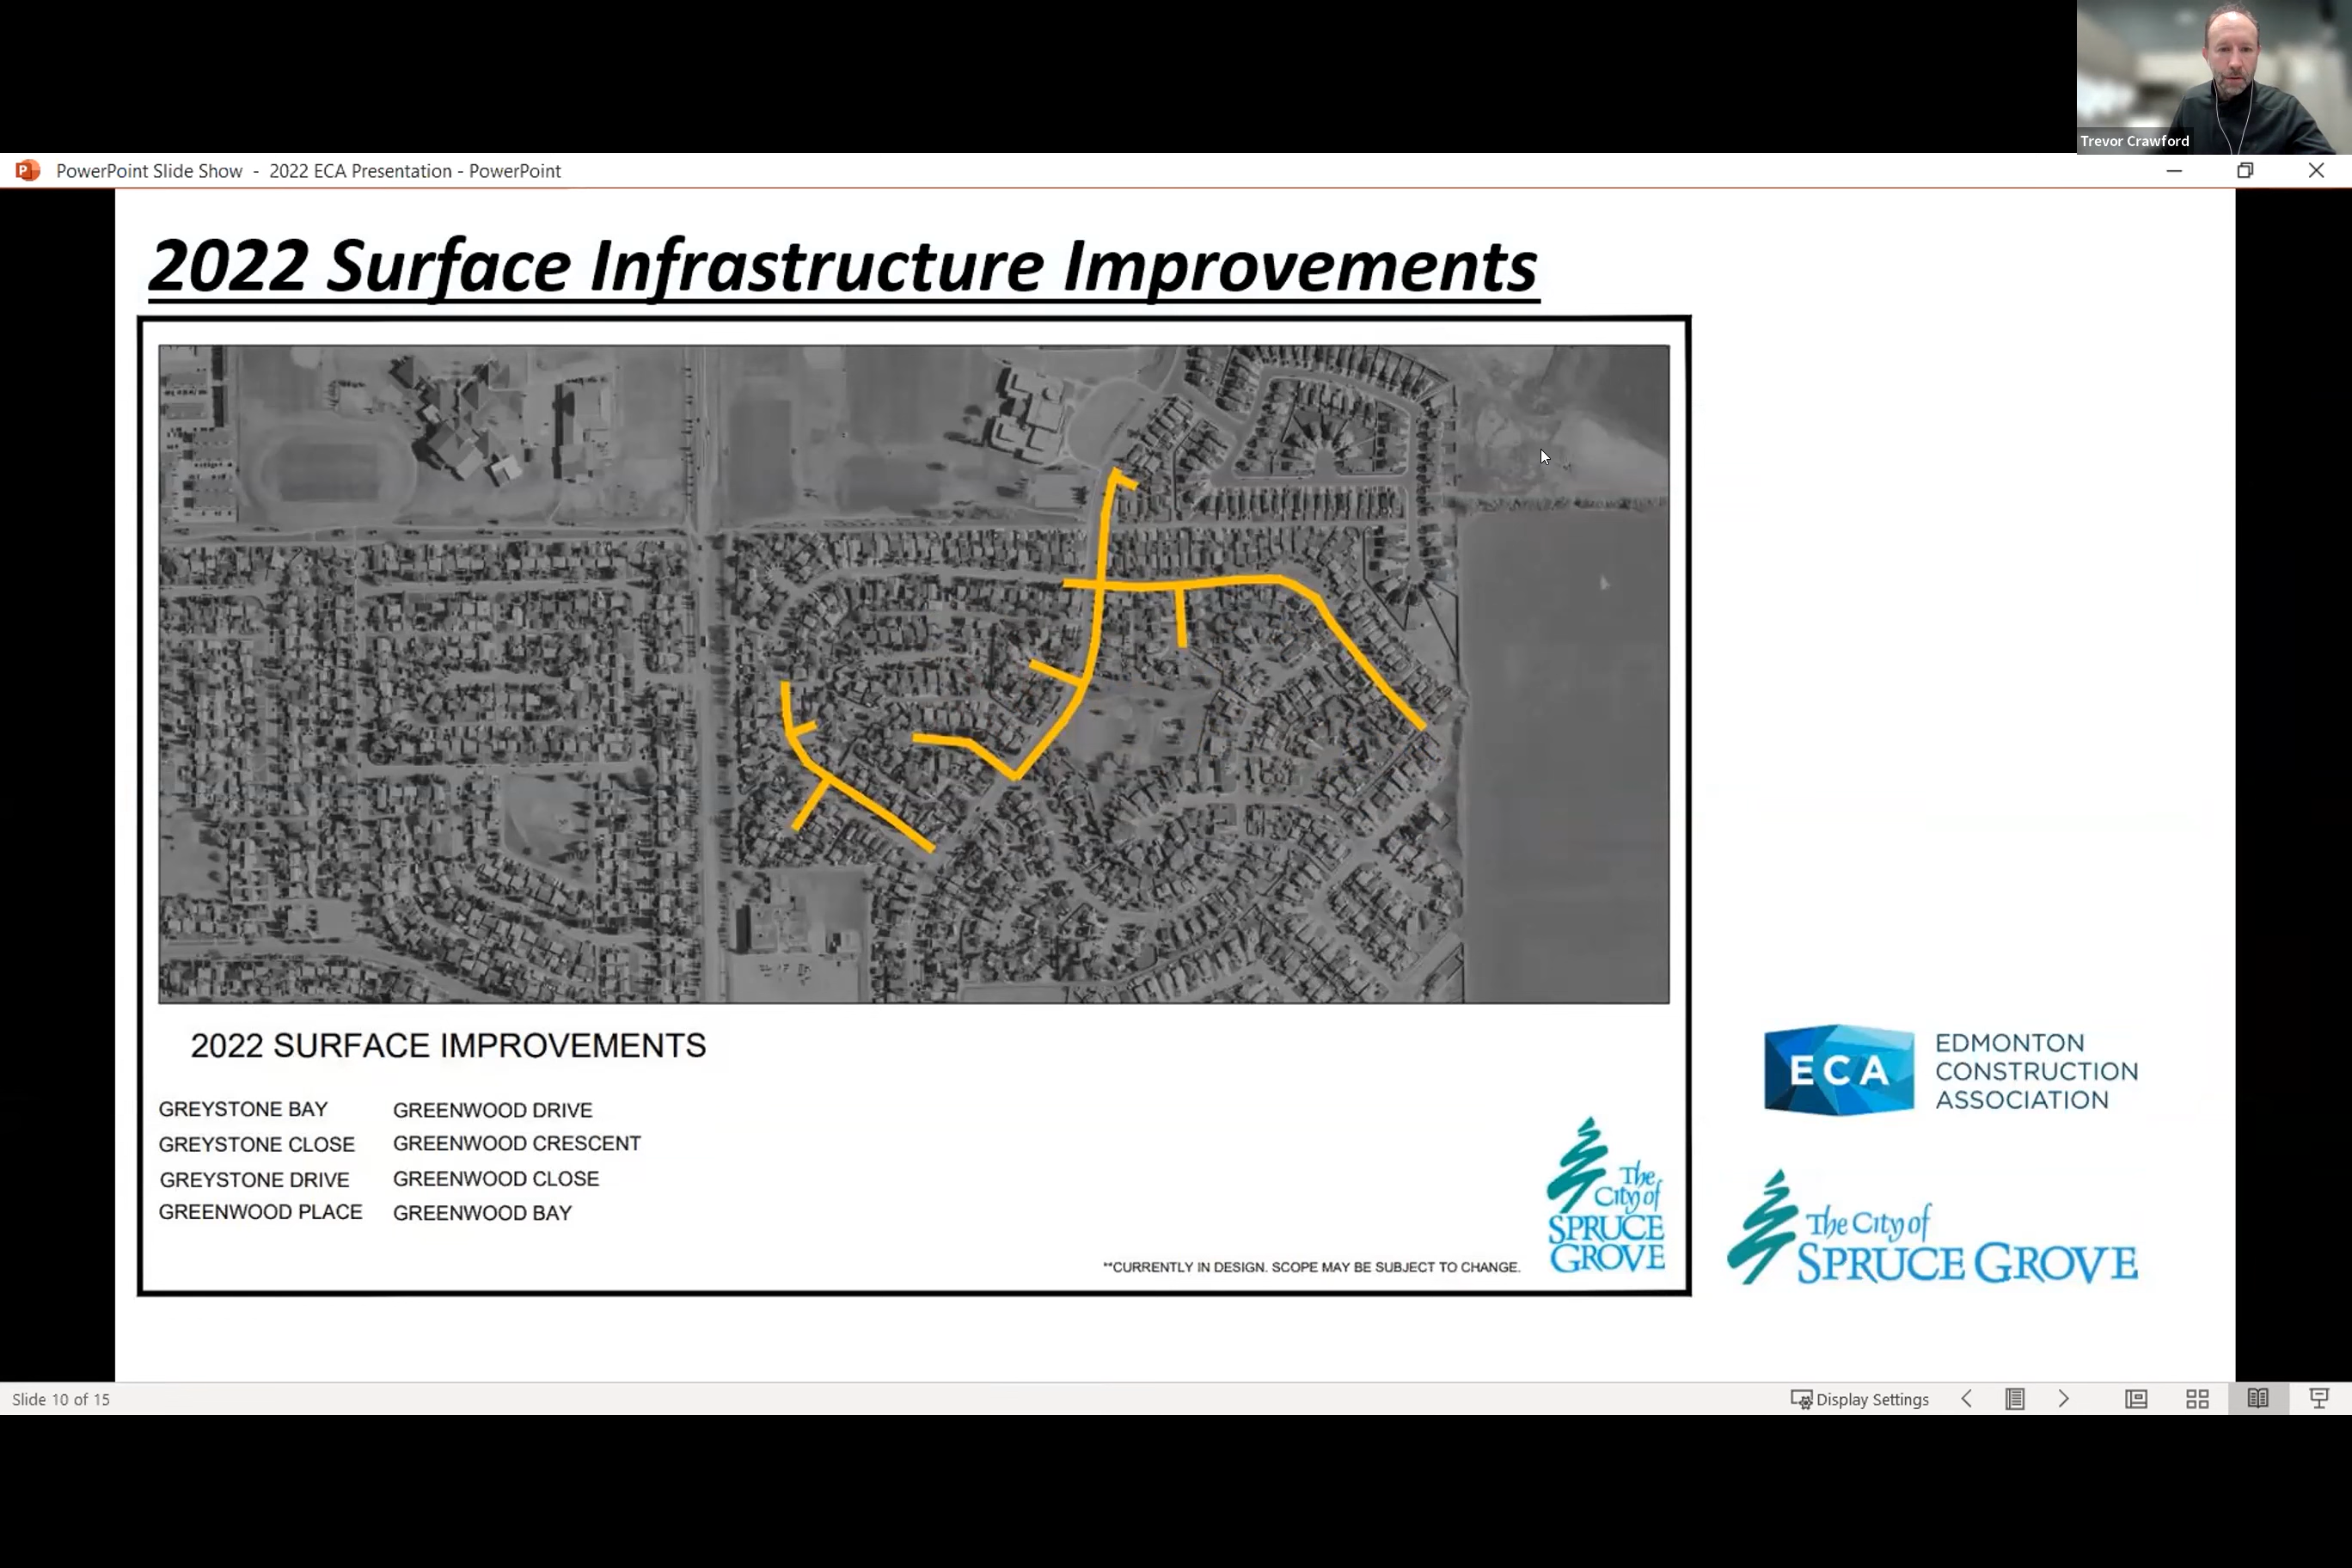 Trevor Crawford
PowerPoint Slide Show - 2022 ECA Presentation - PowerPoint
2022 Surface Infrastructure Improvements
2022 SURFACE IMPROVEMENTS
GREYSTONE BAY
GREYSTONE CLOSE
GREYSTONE DRIVE
GREENWOOD PLACE
GREENWOOD DRIVE
GREENWOOD CRESCENT
GREENWOOD CLOSE
GREENWOOD BAY
**CURRENTLY IN DESIGN. SCOPE MAY BE SUBJECT TO CHANGE.
The
City of
SPRUCE
GROVE
ECA
EDMONTON
CONSTRUCTION
ASSOCIATION
The City of
SPRUCE GROVE
Slide 10 of 15
Display Settings